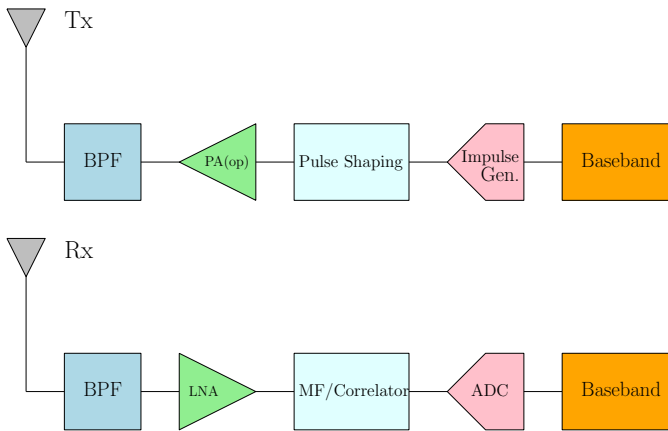 Tx
BPF
PA(op)
Pulse Shaping
Impulse
Gen.
Baseband
Rx
BPF
LNA
MF/Correlator
ADC
Baseband